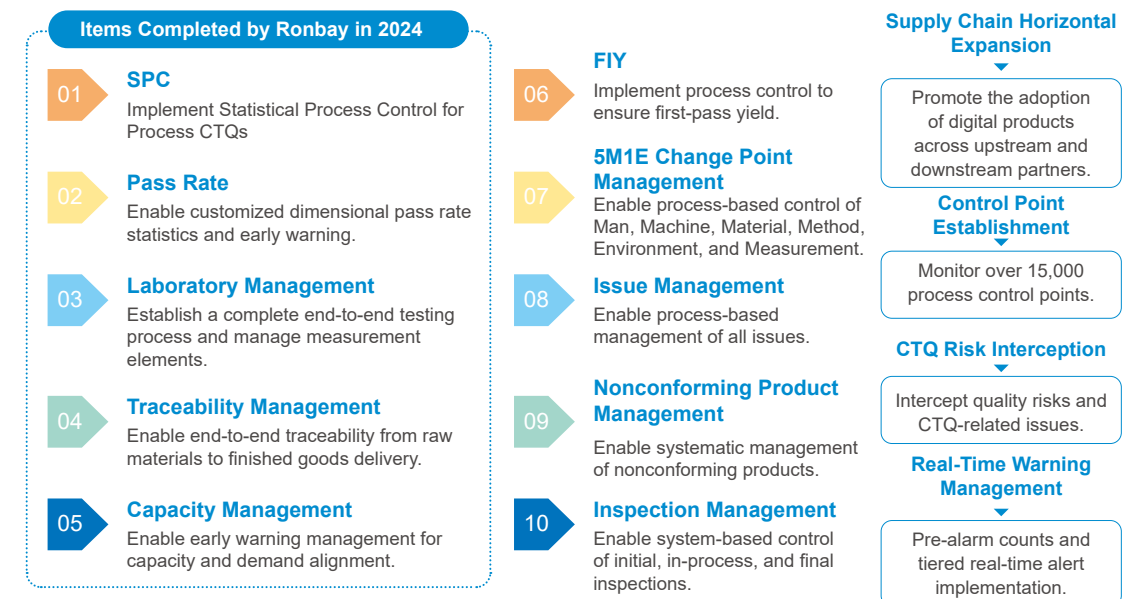 Items Completed by Ronbay in 2024
01
SPC
Implement Statistical Process Control for
Process CTQs
02
Pass Rate
Enable customized dimensional pass rate
statistics and early warning.
03
Laboratory Management
Establish a complete end-to-end testing
process and manage measurement
elements.
04
Traceability Management
Enable end-to-end traceability from raw
materials to finished goods delivery.
05
Capacity Management
Enable early warning management for
capacity and demand alignment.
06
FIY
Implement process control to
ensure first-pass yield.
07
5M1E Change Point
Management
Enable process-based control of
Man, Machine, Material, Method,
Environment, and Measurement.
08
Issue Management
Enable process-based
management of all issues.
09
Nonconforming Product
Management
Enable systematic management
of nonconforming products.
10
Inspection Management
Enable system-based control
of initial, in-process, and final
inspections.
Supply Chain Horizontal
Expansion
Promote the adoption
of digital products
across upstream and
downstream partners.
Control Point
Establishment
Monitor over 15,000
process control points.
CTQ Risk Interception
Intercept quality risks and
CTQ-related issues.
Real-Time Warning
Management
Pre-alarm counts and
tiered real-time alert
implementation.